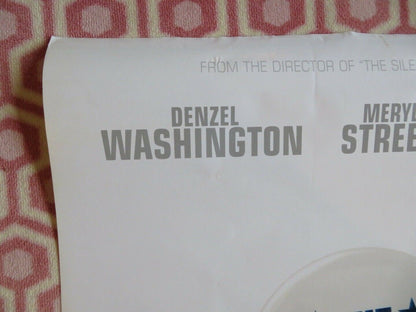 FROM THE DIRECTOR OF "THE SILE
DENZEL
WASHINGTON
MERYL
STREE